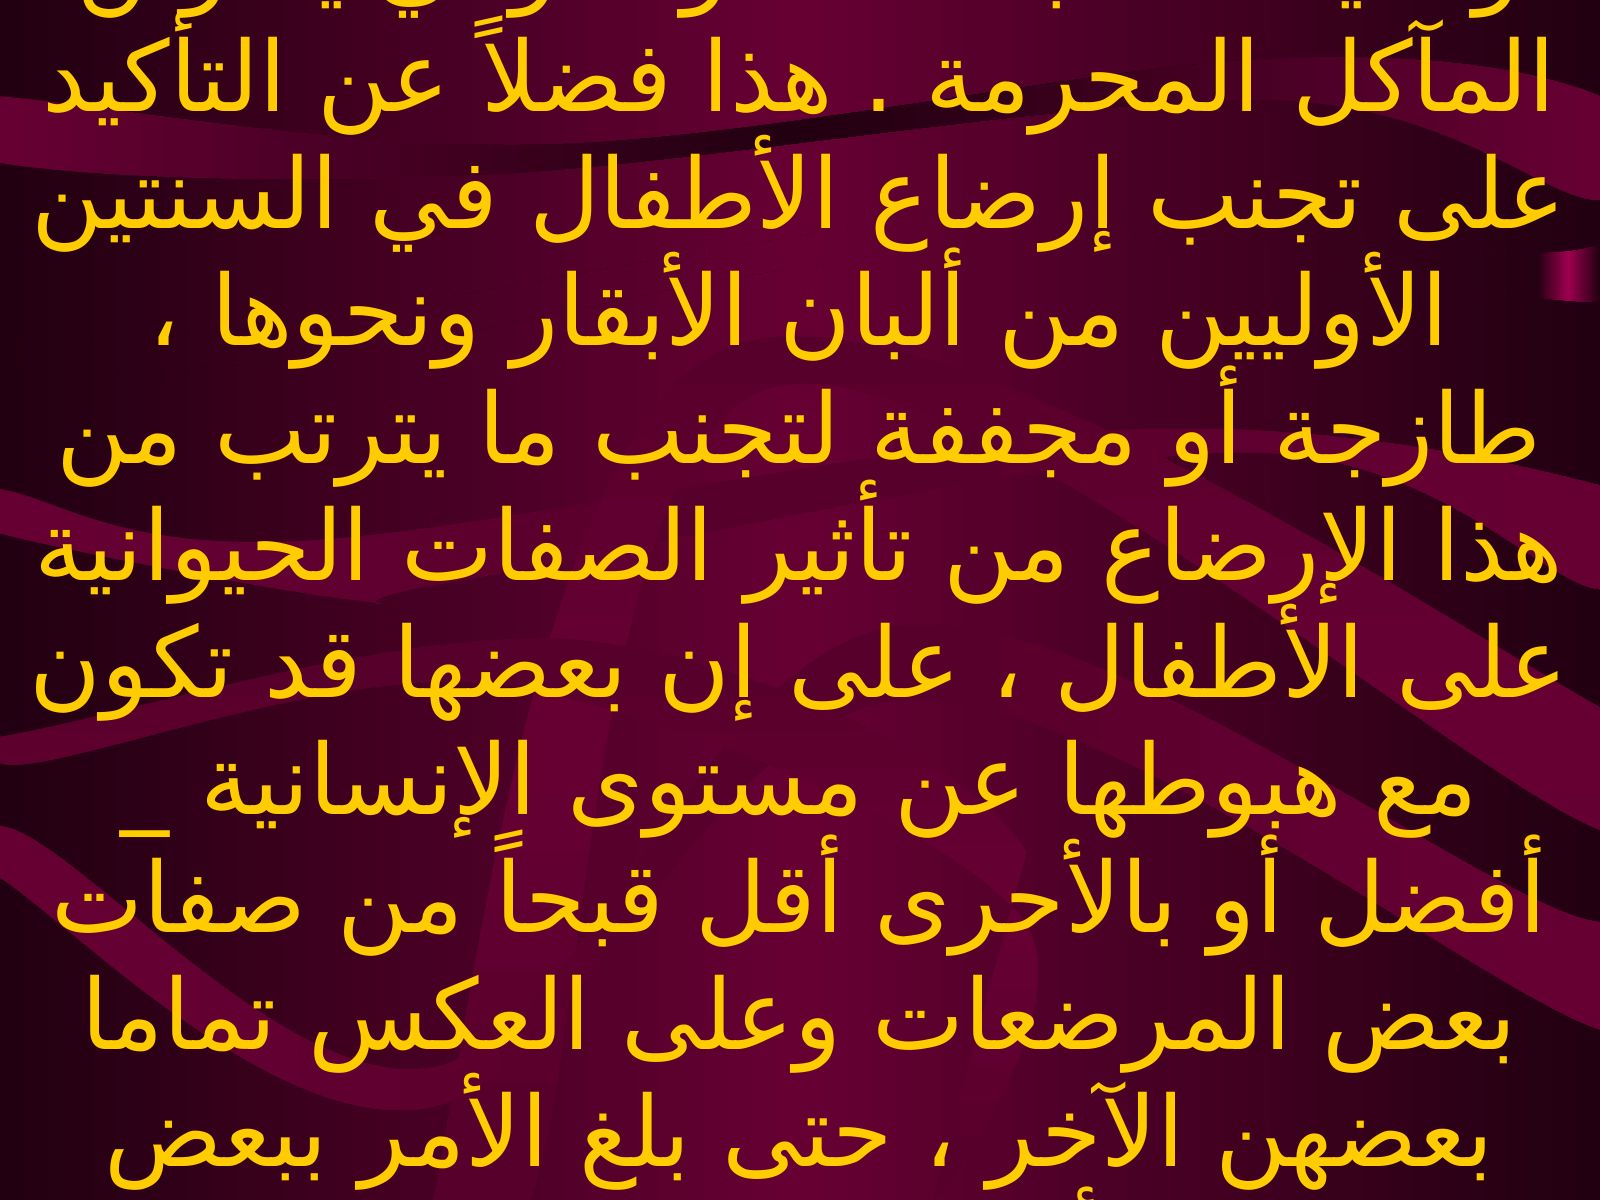 المآكل المحرمة . هذا فضلاً عن التأكيد
على تجنب إرضاع الأطفال في السنتين
الأوليين من ألبان الأبقار ونحوها ،
طازجة أو مجففة لتجنب ما يترتب من
هذا الإرضاع من تأثير الصفات الحيوانية
على الأطفال ، على إن بعضها قد تكون
مع هبوطها عن مستوى الإنسانية _
أفضل أو بالأحرى أقل قبحاً من صفات
بعض المرضعات وعلى العكس تماما
بعضهن الآخر ، حتى بلغ الأمر ببعض